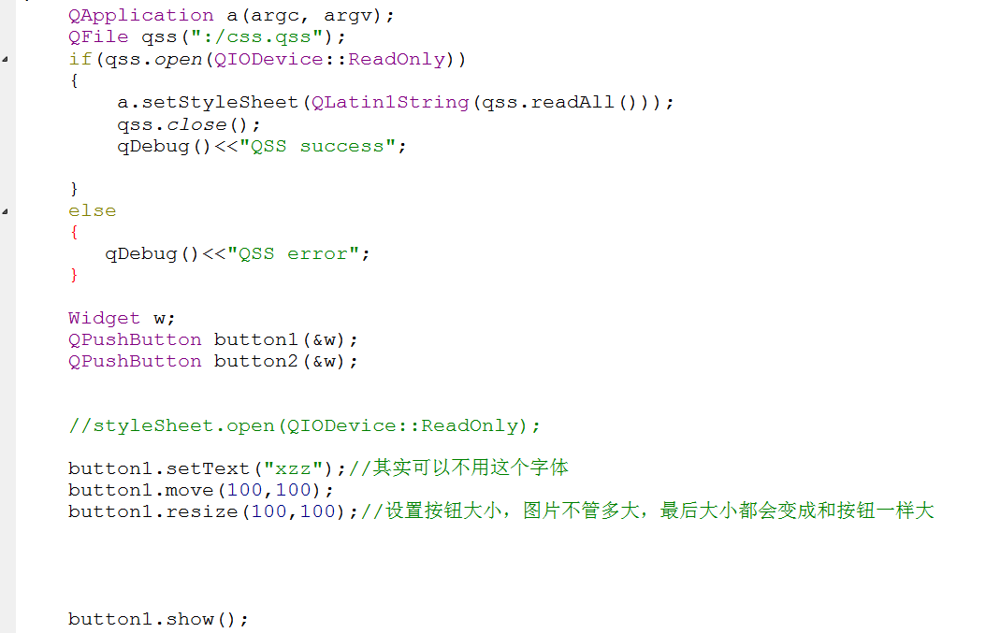 QApplication a(argc, argv);
QFile qss(":/css.qss");
if(qss.open(QIODevice::ReadOnly))
{
a.setStyleSheet(QLatin1String(qss.readAll()));
qss.close();
qDebug()<<"QSS success";
}
else
{
qDebug()<<"QSS error";
}
Widget w;
QPushButton button1(&w);
QPushButton button2(&w);
//styleSheet.open(QIODevice::ReadOnly);
button1.setText("xzz");//其实可以不用这个字体
button1.move(100,100);
button1.resize(100,100);//设置按钮大小，图片不管多大，最后大小都会变成和按钮一样大
button1.show();